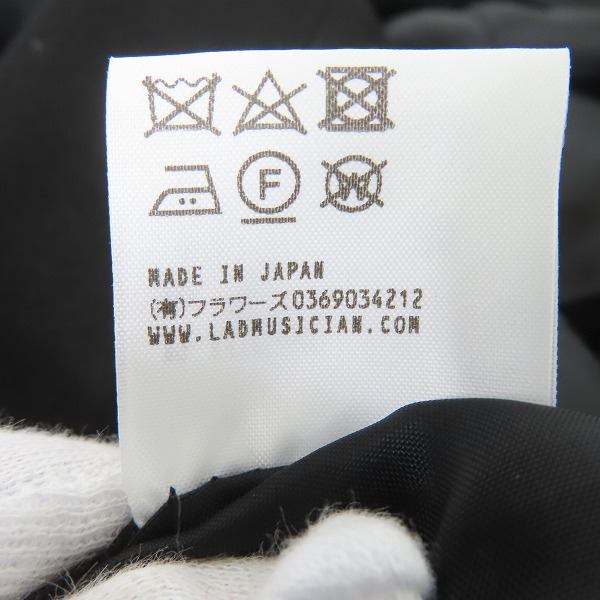 F
W
MADE IN JAPAN
(有)フラワーズ0369034212
WWW.LADMUSICIAN.COM